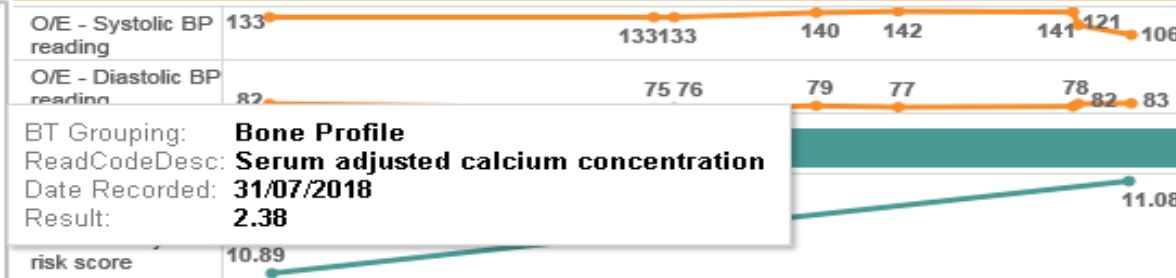 O/E - Systolic BP reading
133 133 133 140 142 141 121 106
O/E - Diastolic BP reading
82 75 76 79 77 78 82 83
BT Grouping: Bone Profile
ReadCodeDesc: Serum adjusted calcium concentration
Date Recorded: 31/07/2018
Result: 2.38
11.08
risk score
10.89